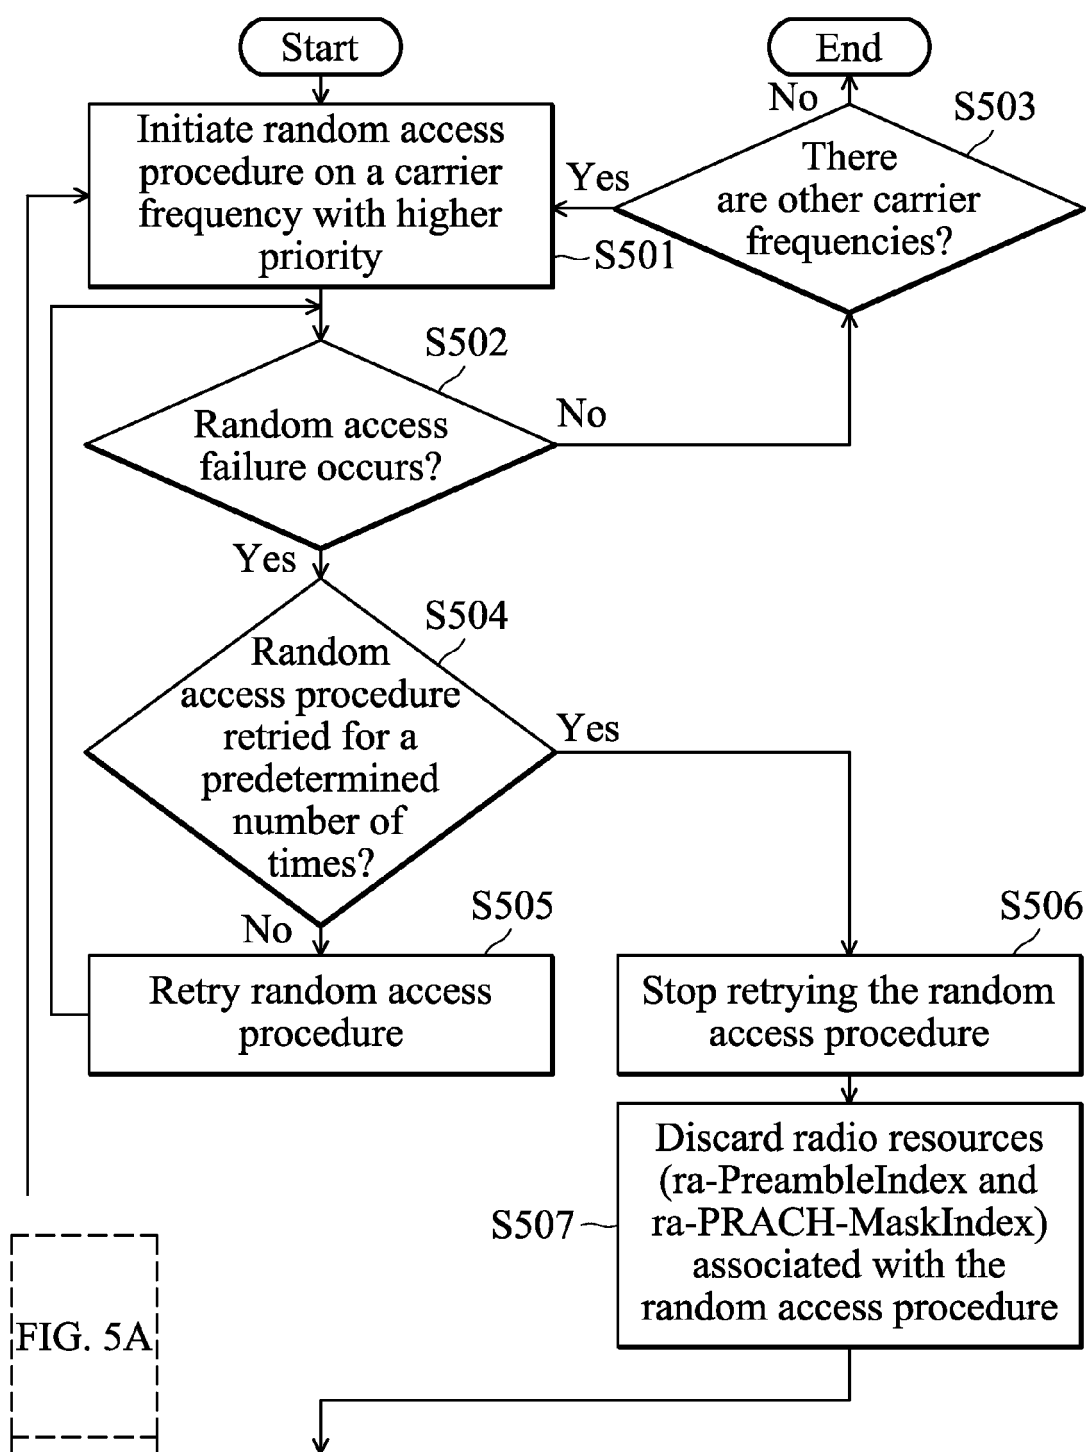 Start
Initiate random access
procedure on a carrier
frequency with higher
priority
S501
End
No
S503
There
are other carrier
frequencies?
Yes
S502
Random access
failure occurs?
No
Yes
S504
Random
access procedure
retried for a
predetermined
number of
times?
Yes
No
S505
Retry random access
procedure
S506
Stop retrying the random
access procedure
S507
Discard radio resources
(ra-PreambleIndex and
ra-PRACH-MaskIndex)
associated with the
random access procedure
FIG. 5A